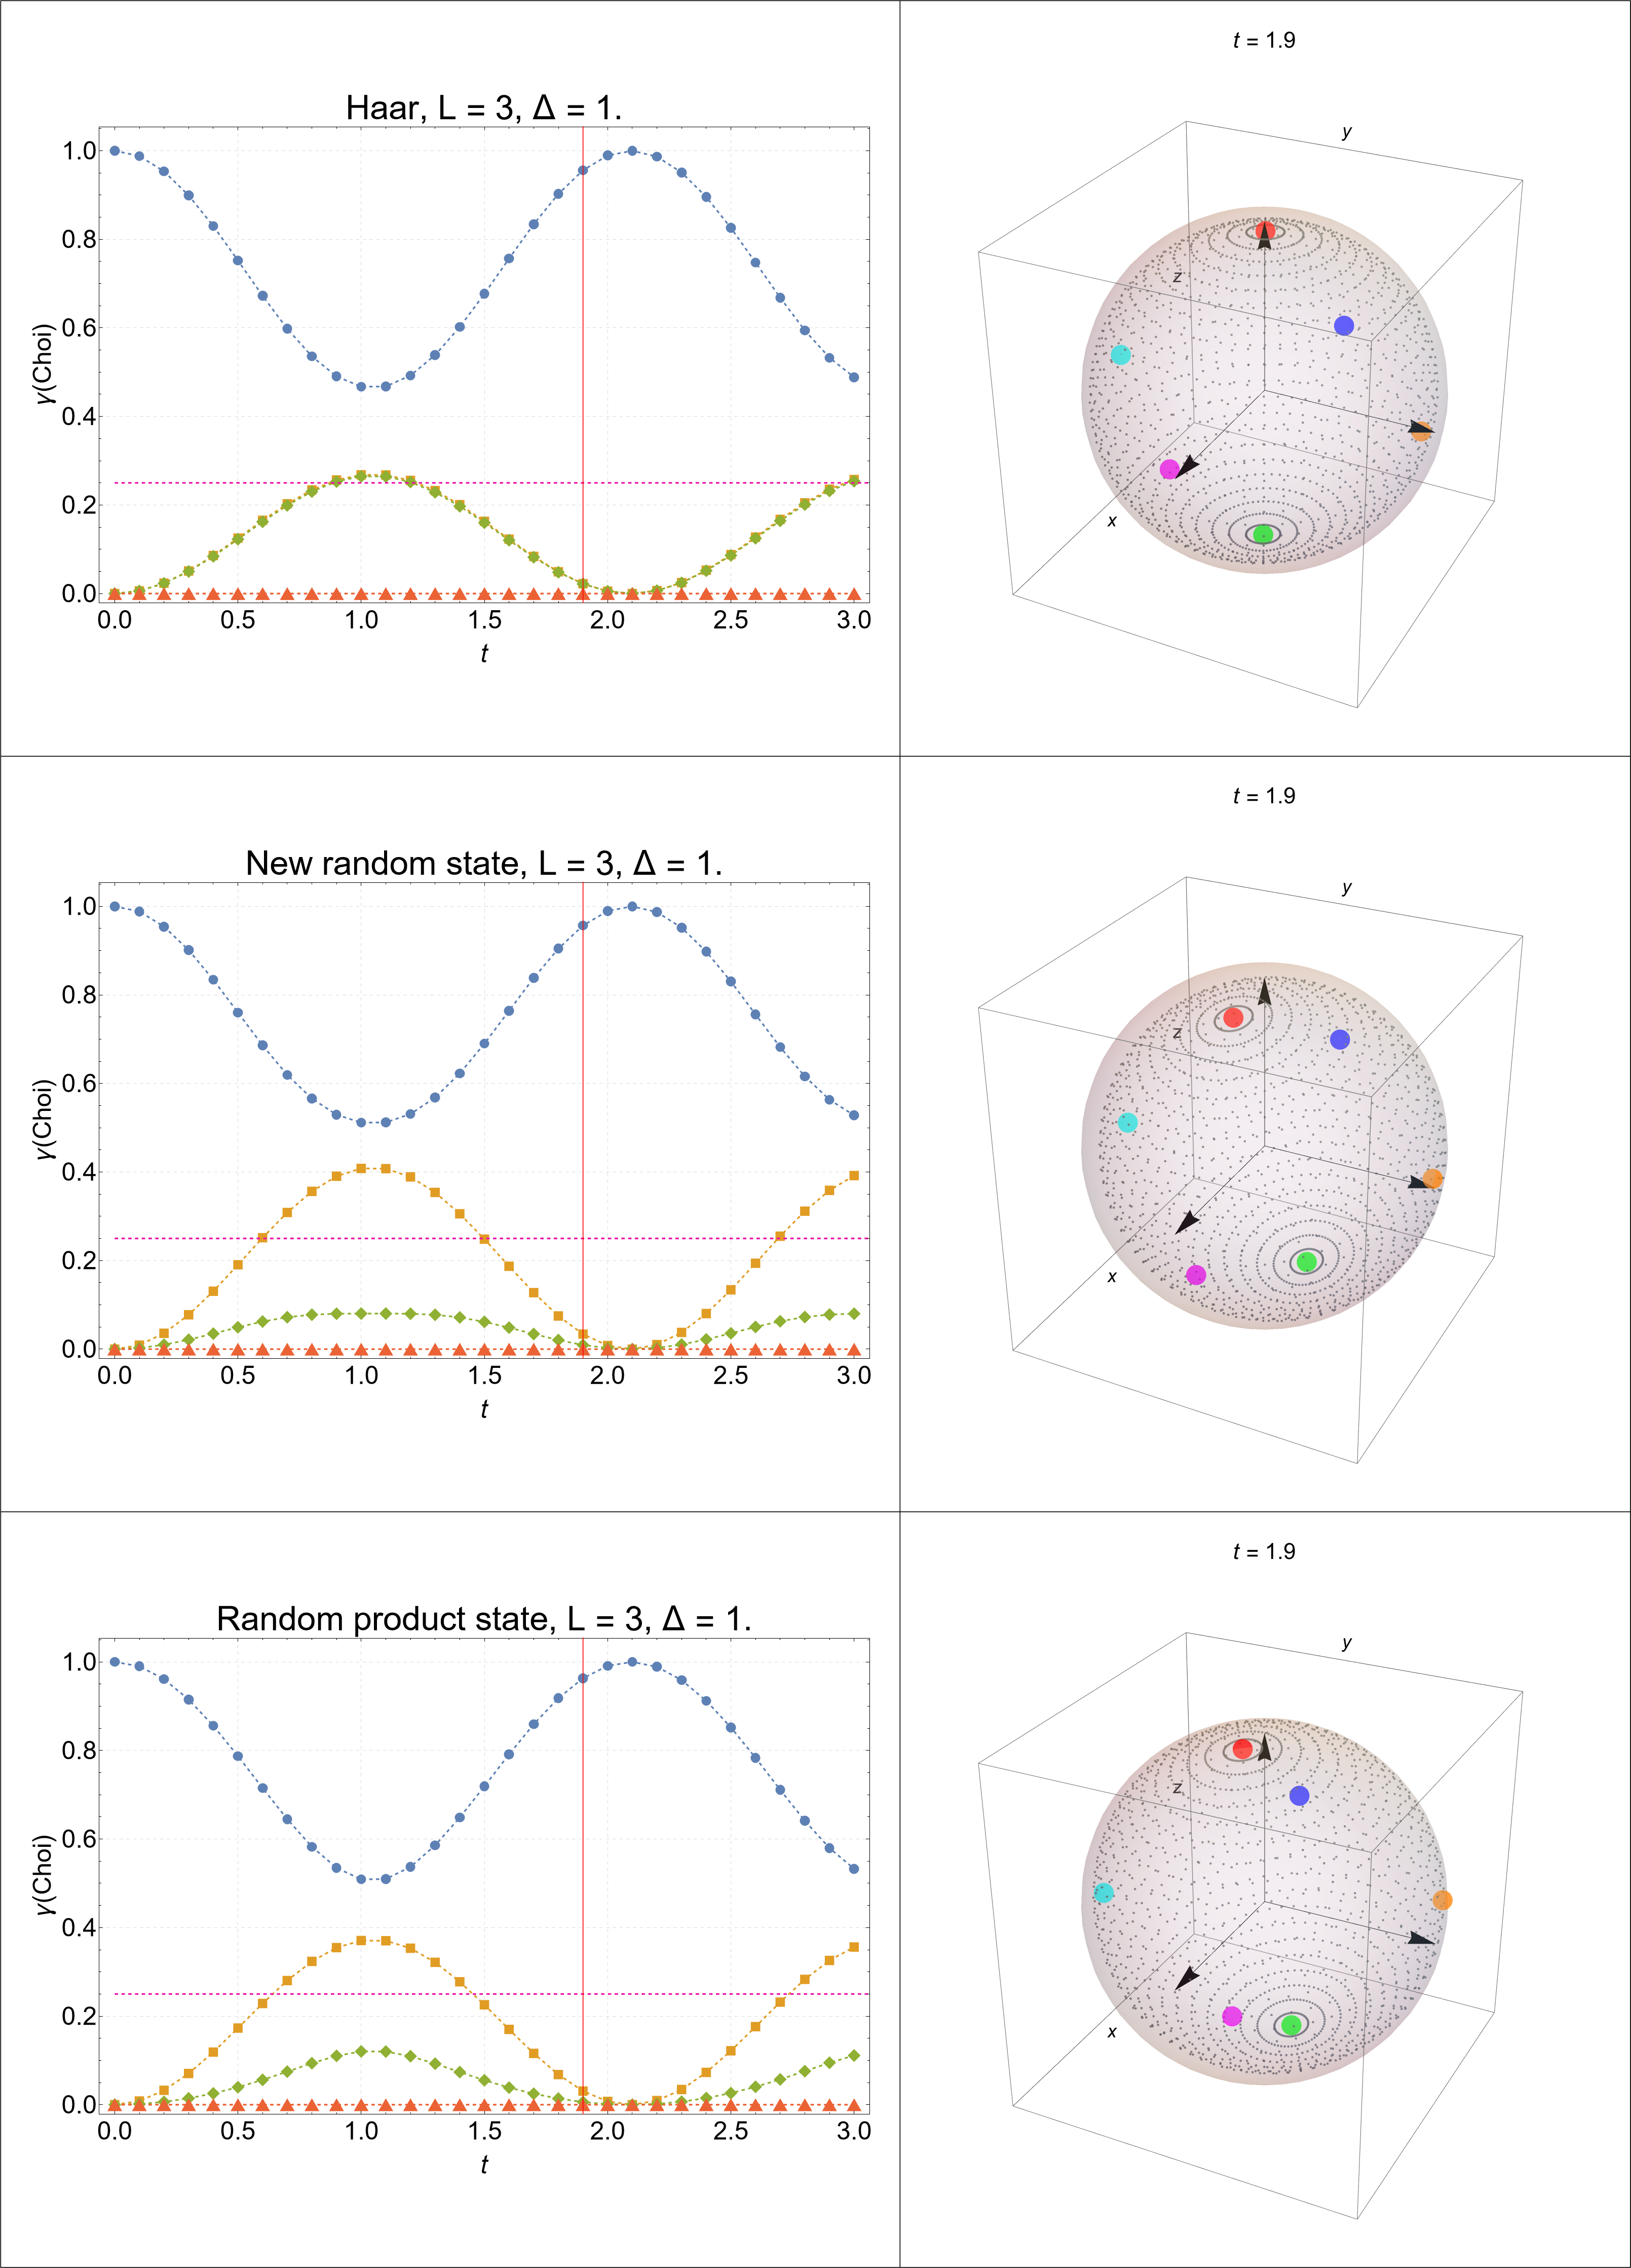 t = 1.9
Haar, L = 3, Δ = 1.
y
z
x
γ(Choi)
1.0
0.8
0.6
0.4
0.2
0.0
0.0 0.5 1.0 1.5 2.0 2.5 3.0
t
t = 1.9
New random state, L = 3, Δ = 1.
y
z
x
γ(Choi)
1.0
0.8
0.6
0.4
0.2
0.0
0.0 0.5 1.0 1.5 2.0 2.5 3.0
t
t = 1.9
Random product state, L = 3, Δ = 1.
y
z
x
γ(Choi)
1.0
0.8
0.6
0.4
0.2
0.0
0.0 0.5 1.0 1.5 2.0 2.5 3.0
t